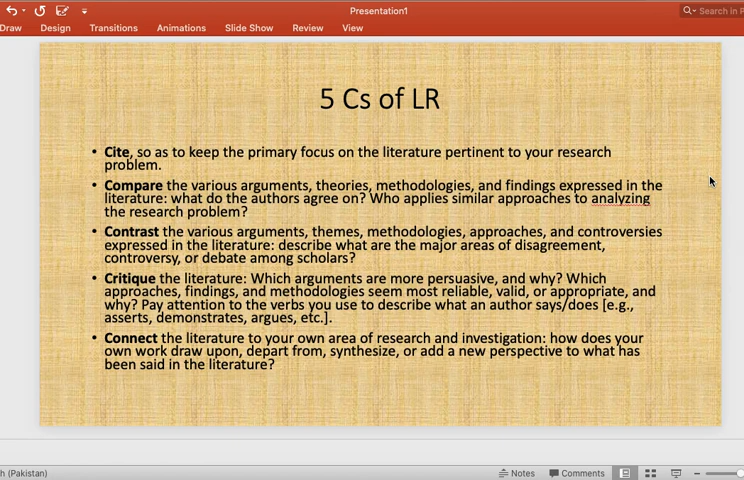 Presentation1
Search in P
Draw Design Transitions Animations Slide Show Review View
5 Cs of LR
• Cite, so as to keep the primary focus on the literature pertinent to your research
problem.
• Compare the various arguments, theories, methodologies, and findings expressed in the
literature: what do the authors agree on? Who applies similar approaches to analyzing
the research problem?
• Contrast the various arguments, themes, methodologies, approaches, and controversies
expressed in the literature: describe what are the major areas of disagreement,
controversy, or debate among scholars?
• Critique the literature: Which arguments are more persuasive, and why? Which
approaches, findings, and methodologies seem most reliable, valid, or appropriate, and
why? Pay attention to the verbs you use to describe what an author says/does [e.g.,
asserts, demonstrates, argues, etc.].
• Connect the literature to your own area of research and investigation: how does your
own work draw upon, depart from, synthesize, or add a new perspective to what has
been said in the literature?
h (Pakistan) Notes Comments